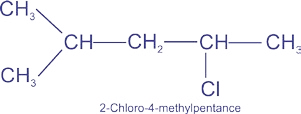 CH3
CH CH2 CH CH3
CH3
Cl
2-Chloro-4-methylpentance